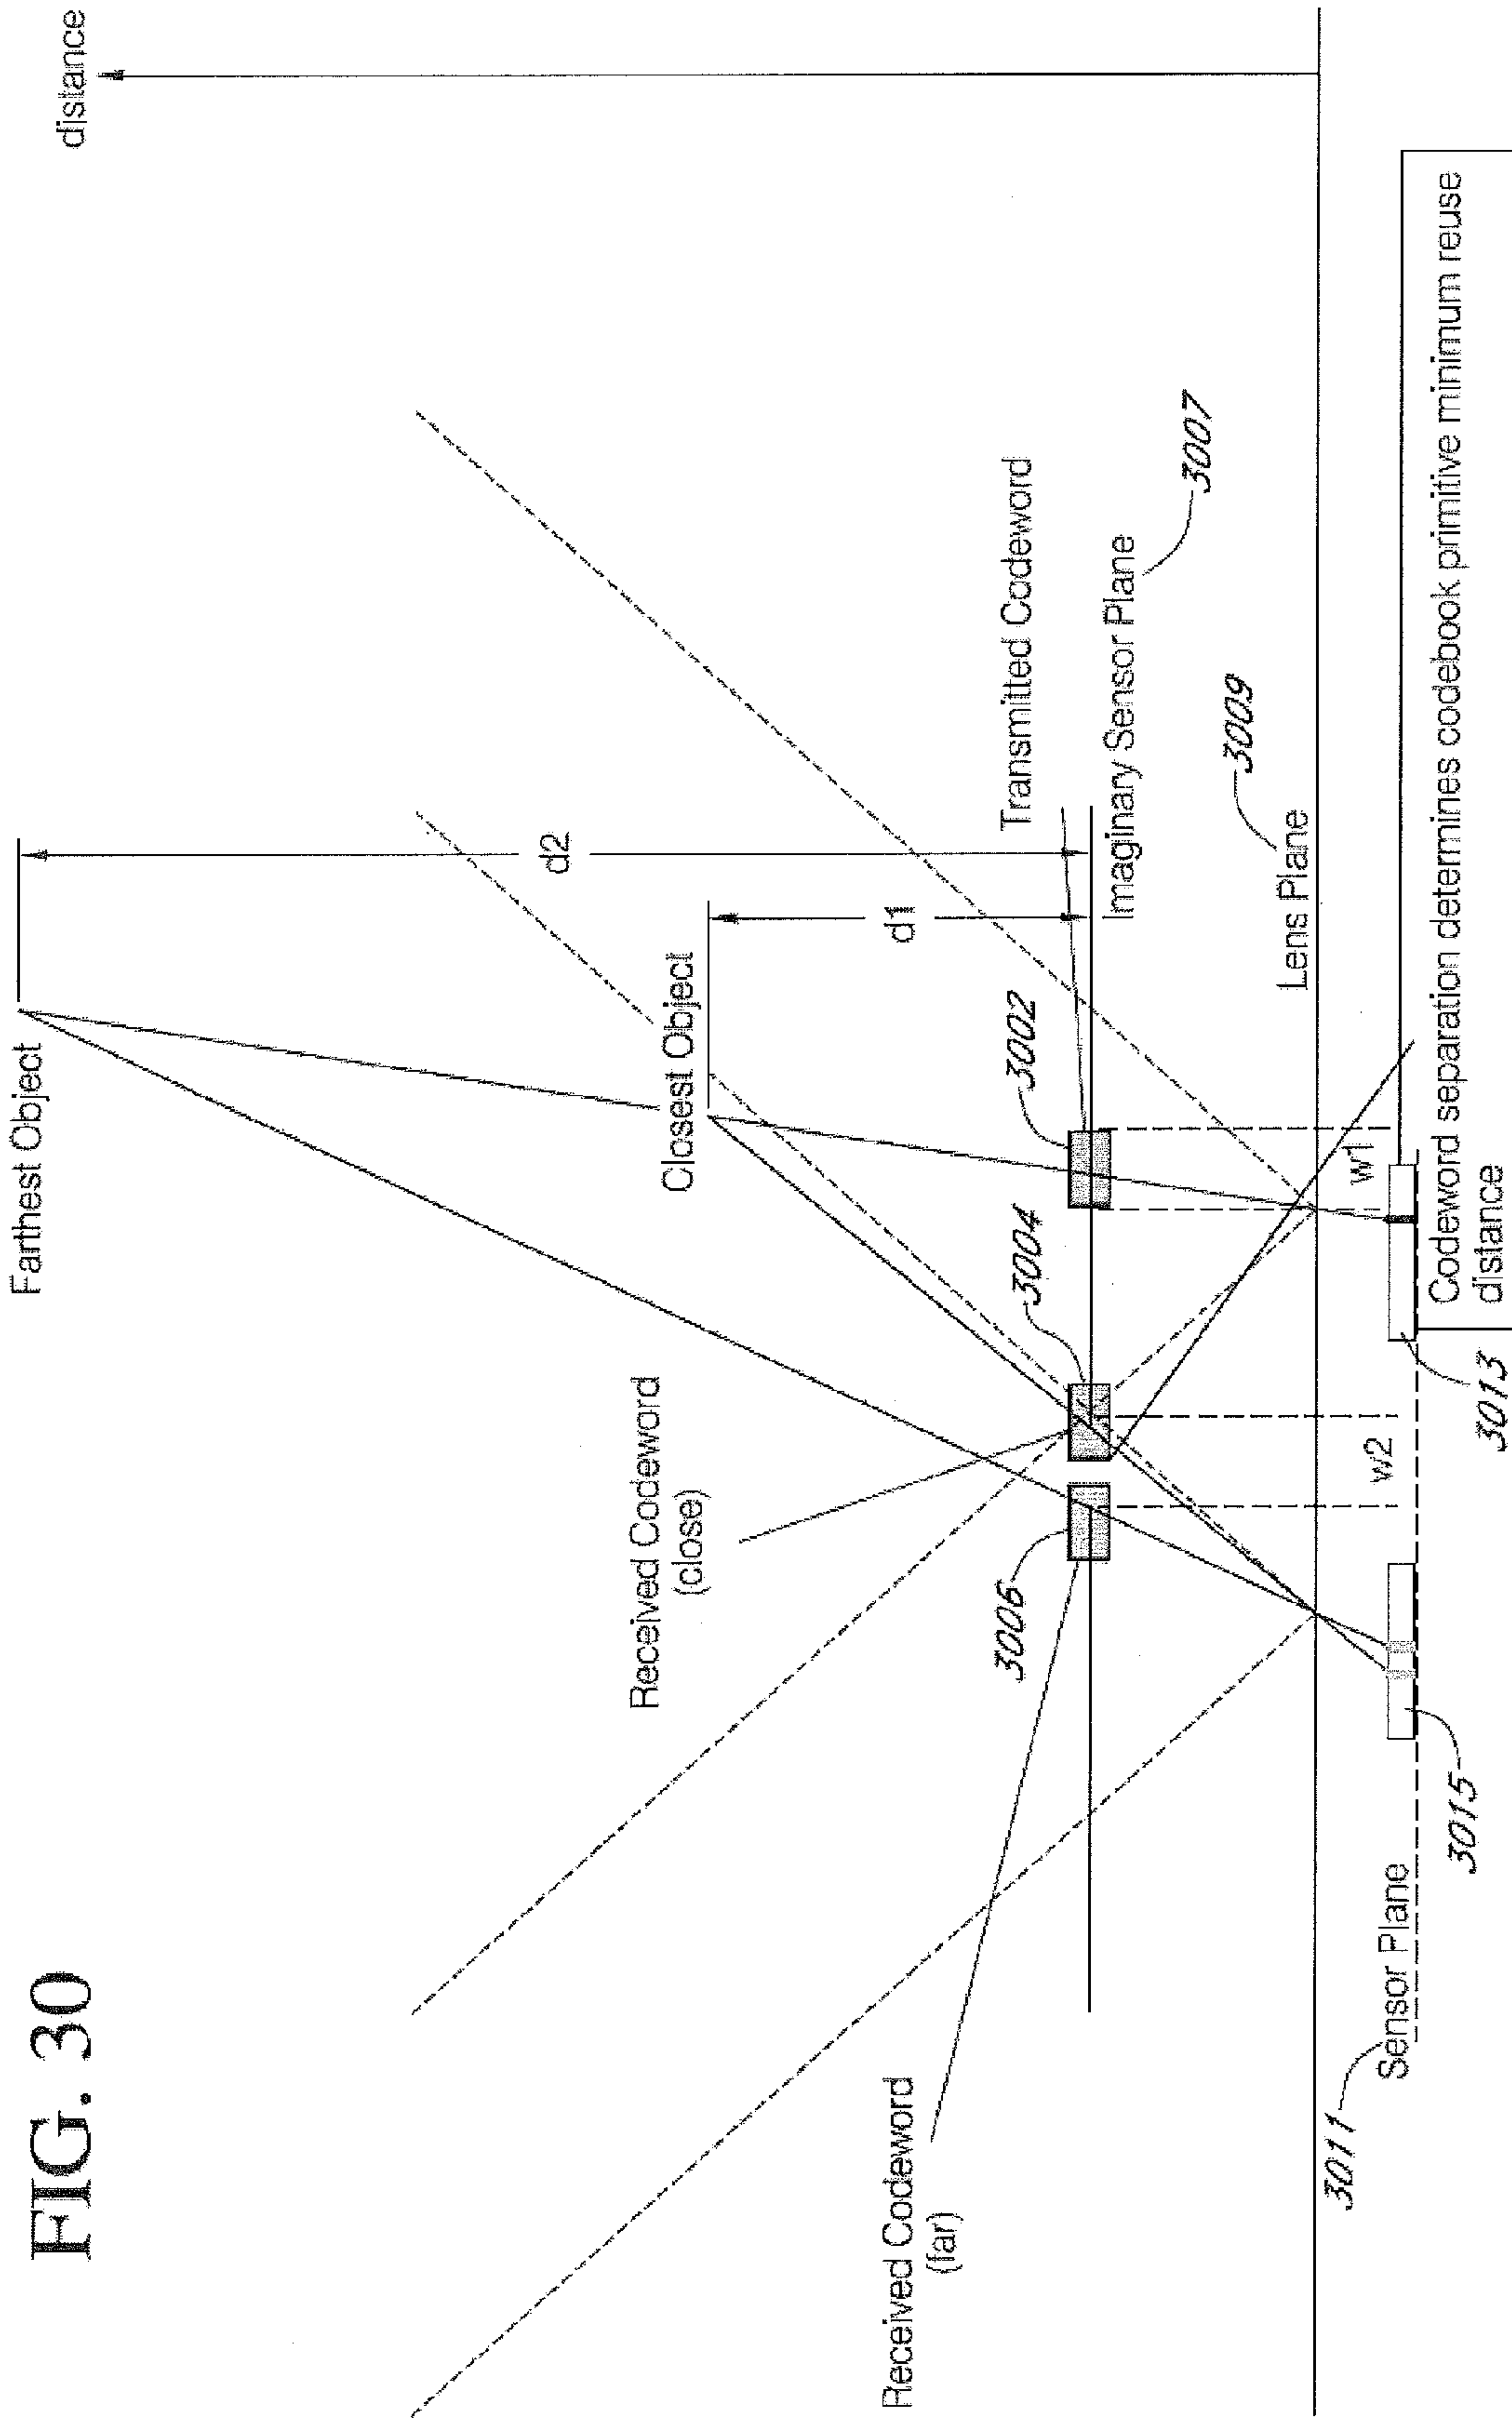 FIG. 30
distance
Farthest Object
d2
Closest Object
d1
Received Codeword
(close)
Received Codeword
(far)
3006
3004
3002
Transmitted Codeword
Imaginary Sensor Plane
3007
3009
Lens Plane
w2
w1
3011
Sensor Plane
3015
3013
Codeword separation determines codebook primitive minimum reuse
distance